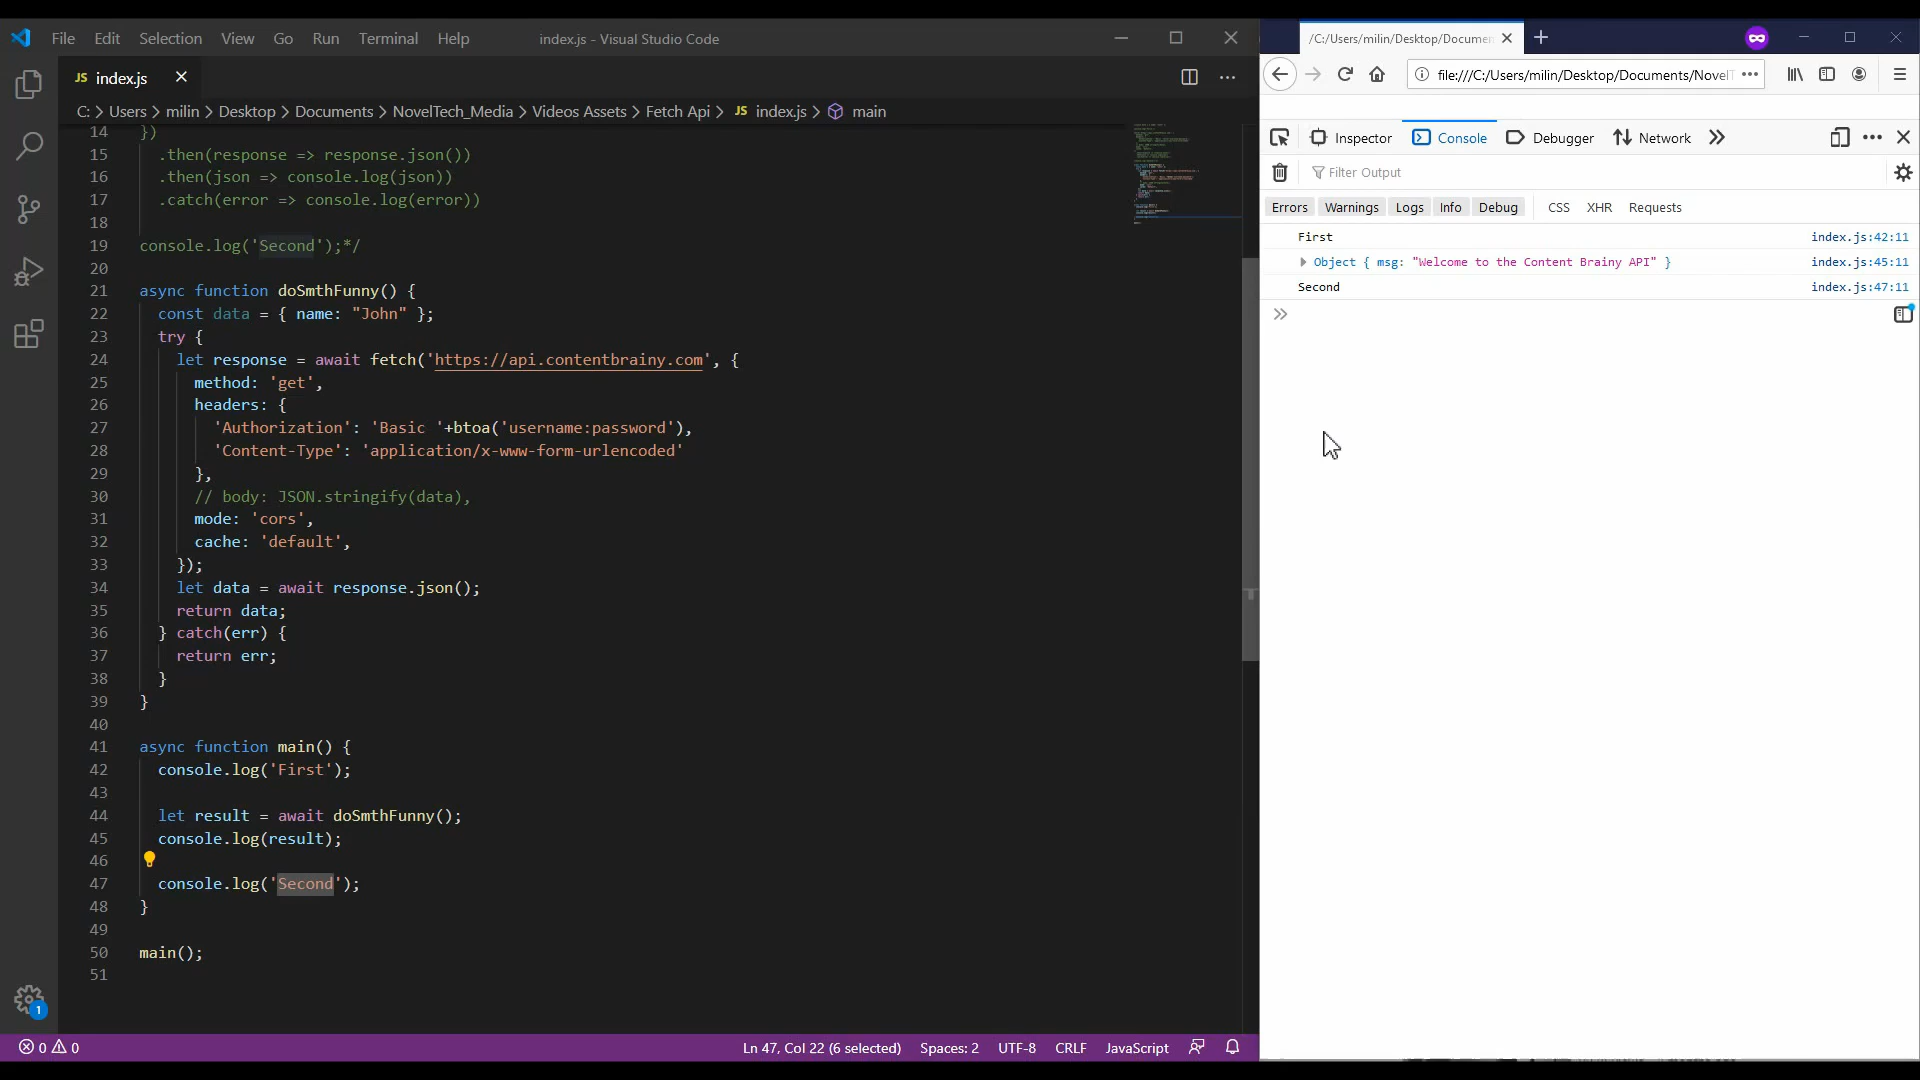 File Edit Selection View Go Run Terminal Help index.js - Visual Studio Code
JS index.js
C: > Users > milin > Desktop > Documents > NovelTech_Media > Videos Assets > Fetch Api > JS index.js > main
14 })
15 .then(response => response.json())
16 .then(json => console.log(json))
17 .catch(error => console.log(error))
18
19 console.log('Second');*/
20
21 async function doSmthFunny() {
22 const data = { name: "John" };
23 try {
24 let response = await fetch('https://api.contentbrainy.com', {
25 method: 'get',
26 headers: {
27 'Authorization': 'Basic '+btoa('username:password'),
28 'Content-Type': 'application/x-www-form-urlencoded'
29 },
30 // body: JSON.stringify(data),
31 mode: 'cors',
32 cache: 'default',
33 });
34 let data = await response.json();
35 return data;
36 } catch(err) {
37 return err;
38 }
39 }
40
41 async function main() {
42 console.log('First');
43
44 let result = await doSmthFunny();
45 console.log(result);
46
47 console.log('Second');
48 }
49
50 main();
51
1
0 0 Ln 47, Col 22 (6 selected) Spaces: 2 UTF-8 CRLF JavaScript
/C:/Users/milin/Desktop/Documen
file:///C:/Users/milin/Desktop/Documents/NovelT
Inspector Console Debugger Network
Filter Output
Errors Warnings Logs Info Debug CSS XHR Requests
First index.js:42:11
Object { msg: "Welcome to the Content Brainy API" } index.js:45:11
Second index.js:47:11